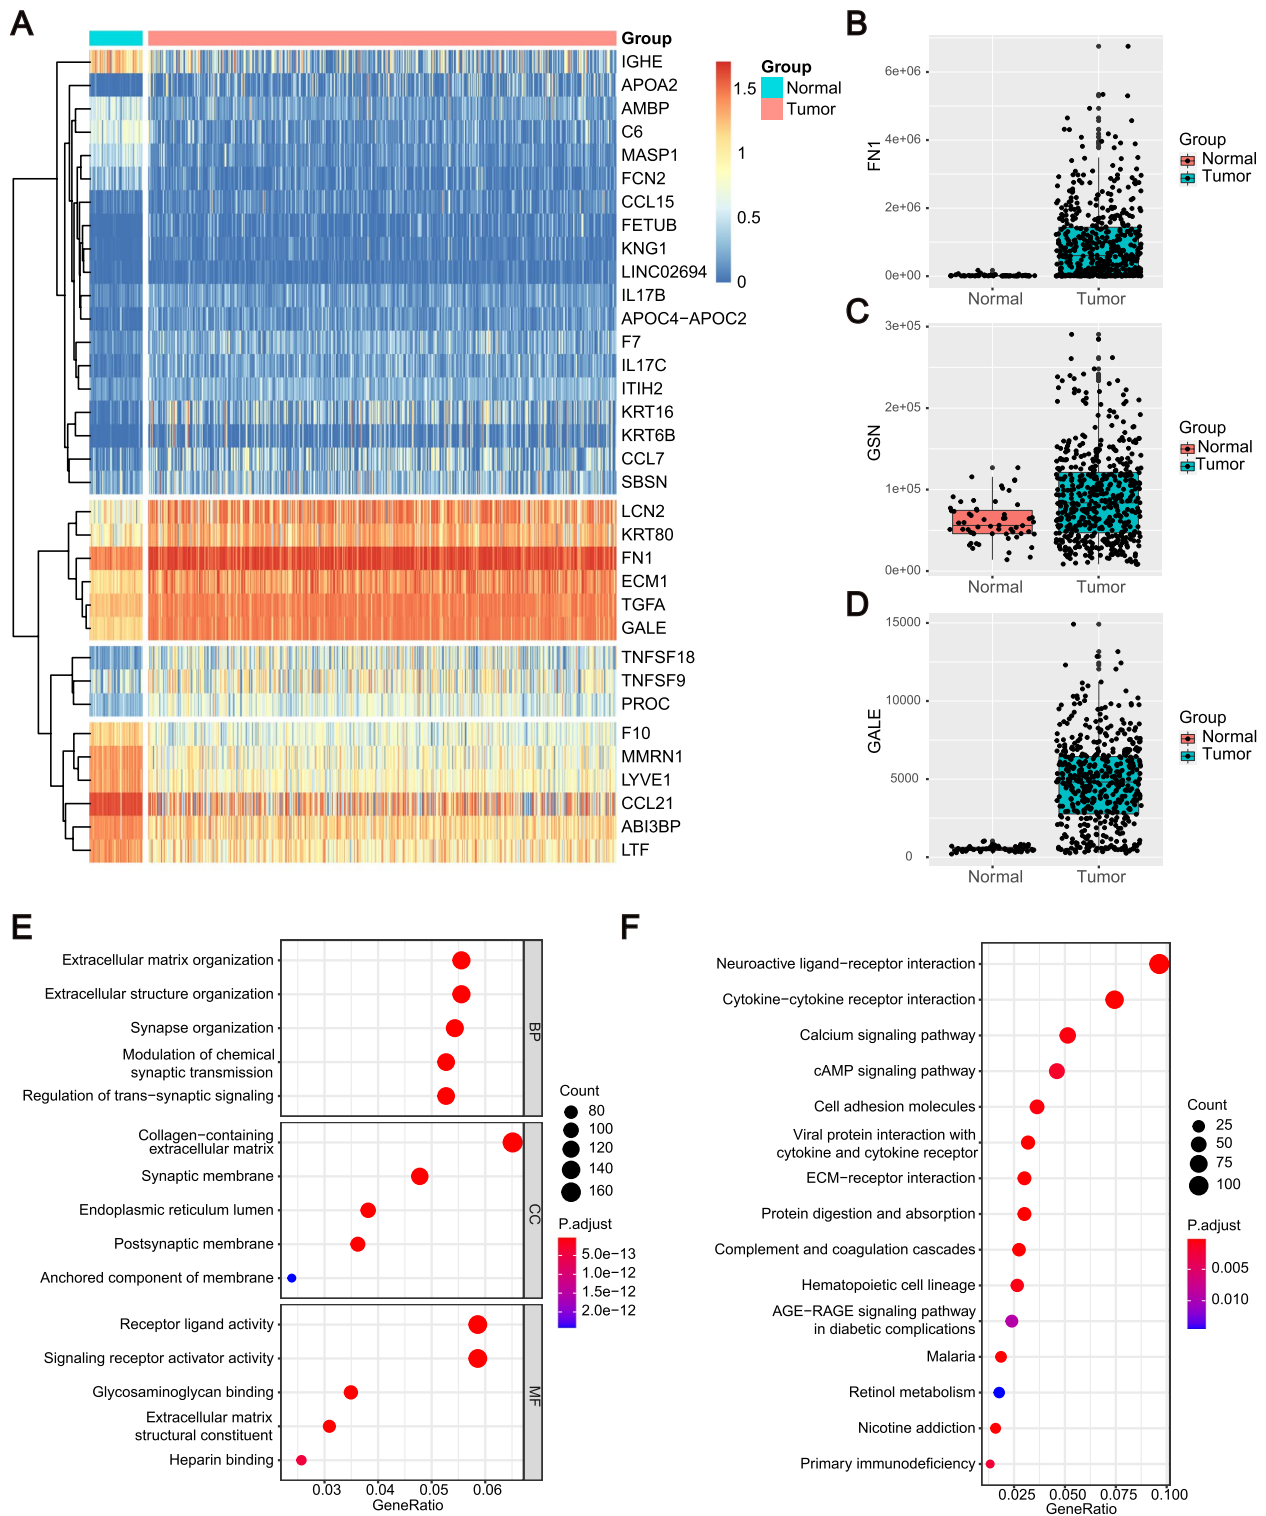 A
Group
IGHE
APOA2
AMBP
C6
MASP1
FCN2
CCL15
FETUB
KNG1
LINC02694
IL17B
APOC4−APOC2
F7
IL17C
ITIH2
KRT16
KRT6B
CCL7
SBSN
LCN2
KRT80
FN1
ECM1
TGFA
GALE
TNFSF18
TNFSF9
PROC
F10
MMRN1
LYVE1
CCL21
ABI3BP
LTF
1.5
1
0.5
0
Group
Normal
Tumor
B
FN1
6e+06
4e+06
2e+06
0e+00
Normal
Tumor
Group
Normal
Tumor
C
GSN
3e+05
2e+05
1e+05
0e+00
Normal
Tumor
Group
Normal
Tumor
D
GALE
15000
10000
5000
0
Normal
Tumor
Group
Normal
Tumor
E
Extracellular matrix organization
Extracellular structure organization
Synapse organization
Modulation of chemical
synaptic transmission
Regulation of trans−synaptic signaling
BP
Collagen−containing
extracellular matrix
Synaptic membrane
Endoplasmic reticulum lumen
Postsynaptic membrane
Anchored component of membrane
CC
Receptor ligand activity
Signaling receptor activator activity
Glycosaminoglycan binding
Extracellular matrix
structural constituent
Heparin binding
MF
0.03
0.04
0.05
0.06
GeneRatio
Count
80
100
120
140
160
P.adjust
5.0e−13
1.0e−12
1.5e−12
2.0e−12
F
Neuroactive ligand−receptor interaction
Cytokine−cytokine receptor interaction
Calcium signaling pathway
cAMP signaling pathway
Cell adhesion molecules
Viral protein interaction with
cytokine and cytokine receptor
ECM−receptor interaction
Protein digestion and absorption
Complement and coagulation cascades
Hematopoietic cell lineage
AGE−RAGE signaling pathway
in diabetic complications
Malaria
Retinol metabolism
Nicotine addiction
Primary immunodeficiency
0.025
0.050
0.075
0.100
GeneRatio
Count
25
50
75
100
P.adjust
0.005
0.010